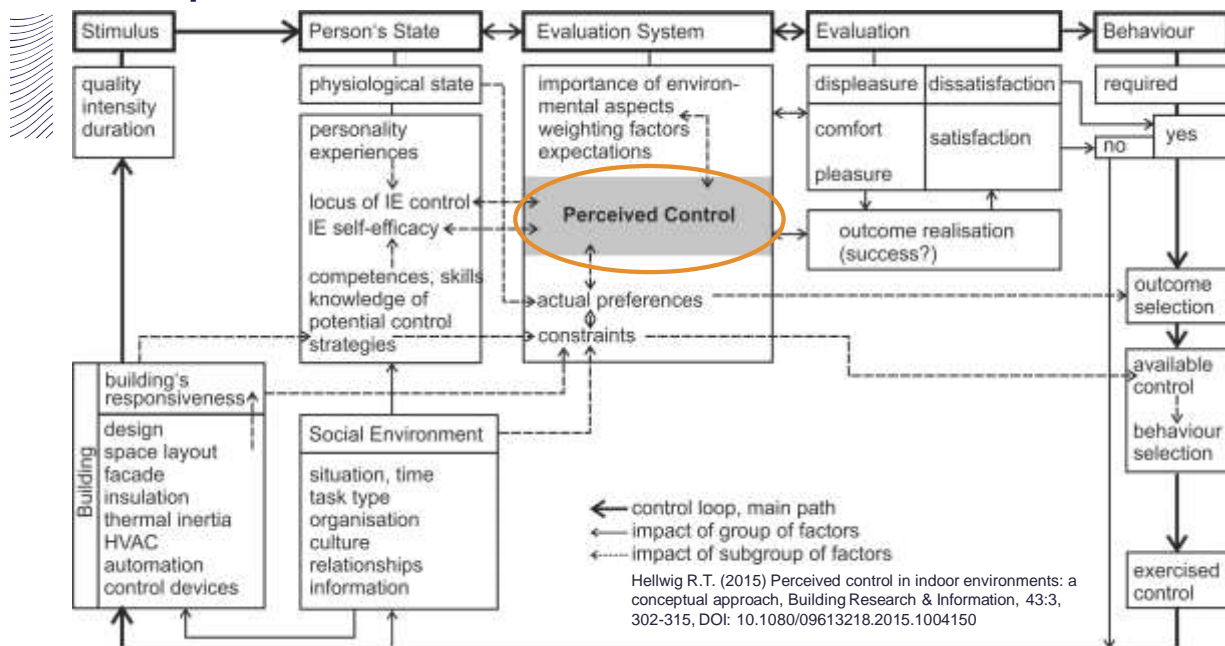 Stimulus
Person's State
Evaluation System
Evaluation
Behaviour
quality
intensity
duration
physiological state
personality
experiences
locus of IE control
IE self-efficacy
competences, skills
knowledge of
potential control
strategies
importance of environ-
mental aspects
weighting factors
expectations
Perceived Control
actual preferences
constraints
displeasure
dissatisfaction
comfort
satisfaction
pleasure
outcome realisation
(success?)
required
yes
no
outcome
selection
available
control
behaviour
selection
exercised
control
Building
building's
responsiveness
design
space layout
facade
insulation
thermal inertia
HVAC
automation
control devices
Social Environment
situation, time
task type
organisation
culture
relationships
information
control loop, main path
impact of group of factors
impact of subgroup of factors
Hellwig R.T. (2015) Perceived control in indoor environments: a
conceptual approach, Building Research & Information, 43:3,
302-315, DOI: 10.1080/09613218.2015.1004150